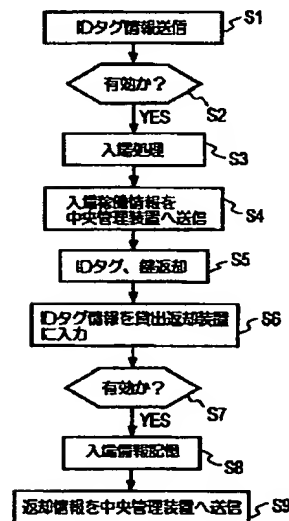 IDタグ情報送信
S1
有効か?
S2
YES
入場処理
S3
入場稼働情報を
中央管理装置へ送信
S4
IDタグ、鍵返却
S5
IDタグ情報を貸出返却装置
に入力
S6
有効か?
S7
YES
入場情報記憶
S8
返却情報を中央管理装置へ送信
S9